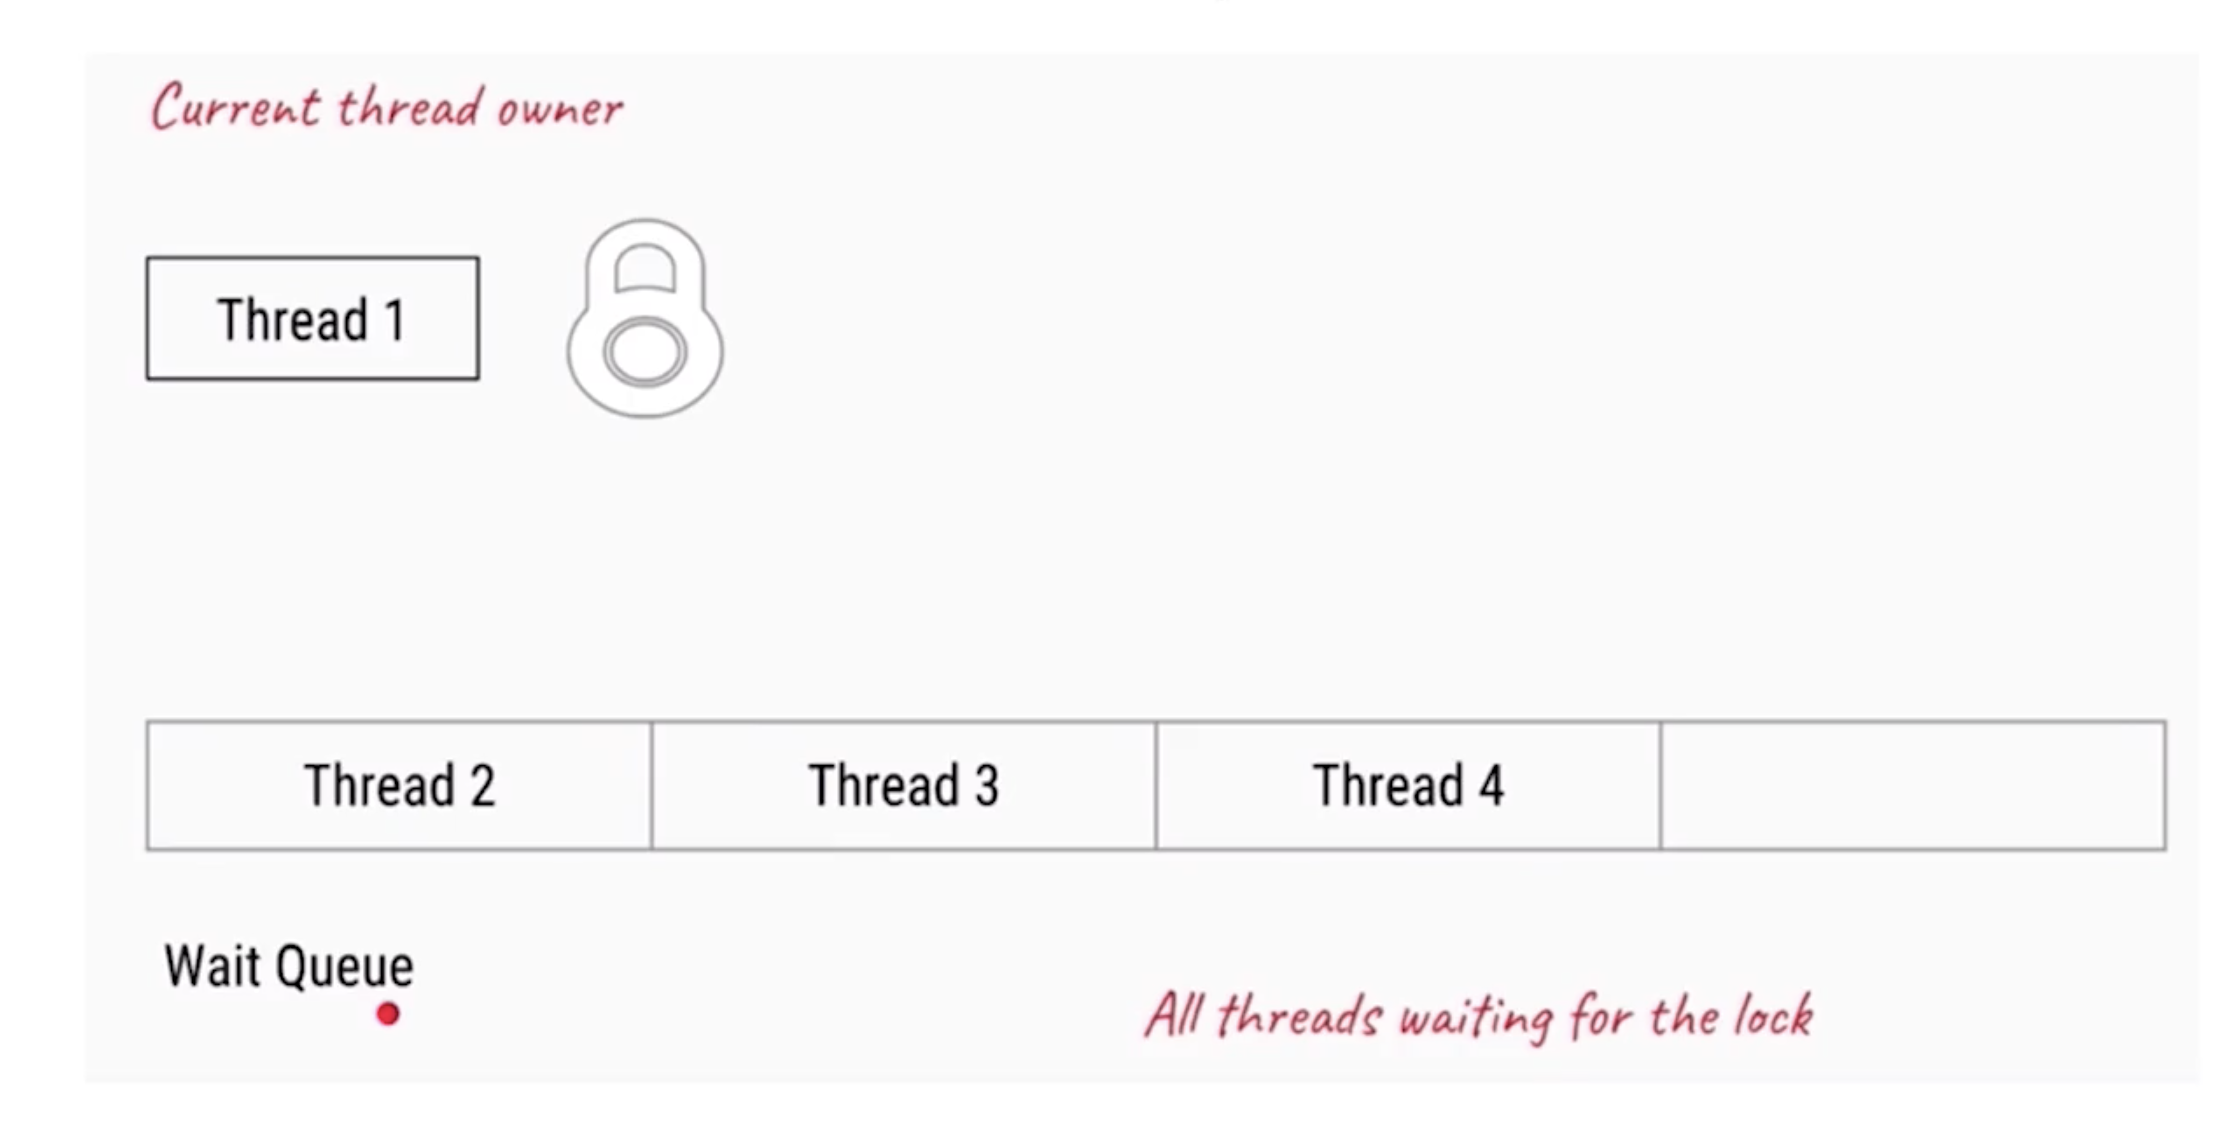 Current thread owner
Thread 1
Thread 2
Thread 3
Thread 4
Wait Queue
All threads waiting for the lock